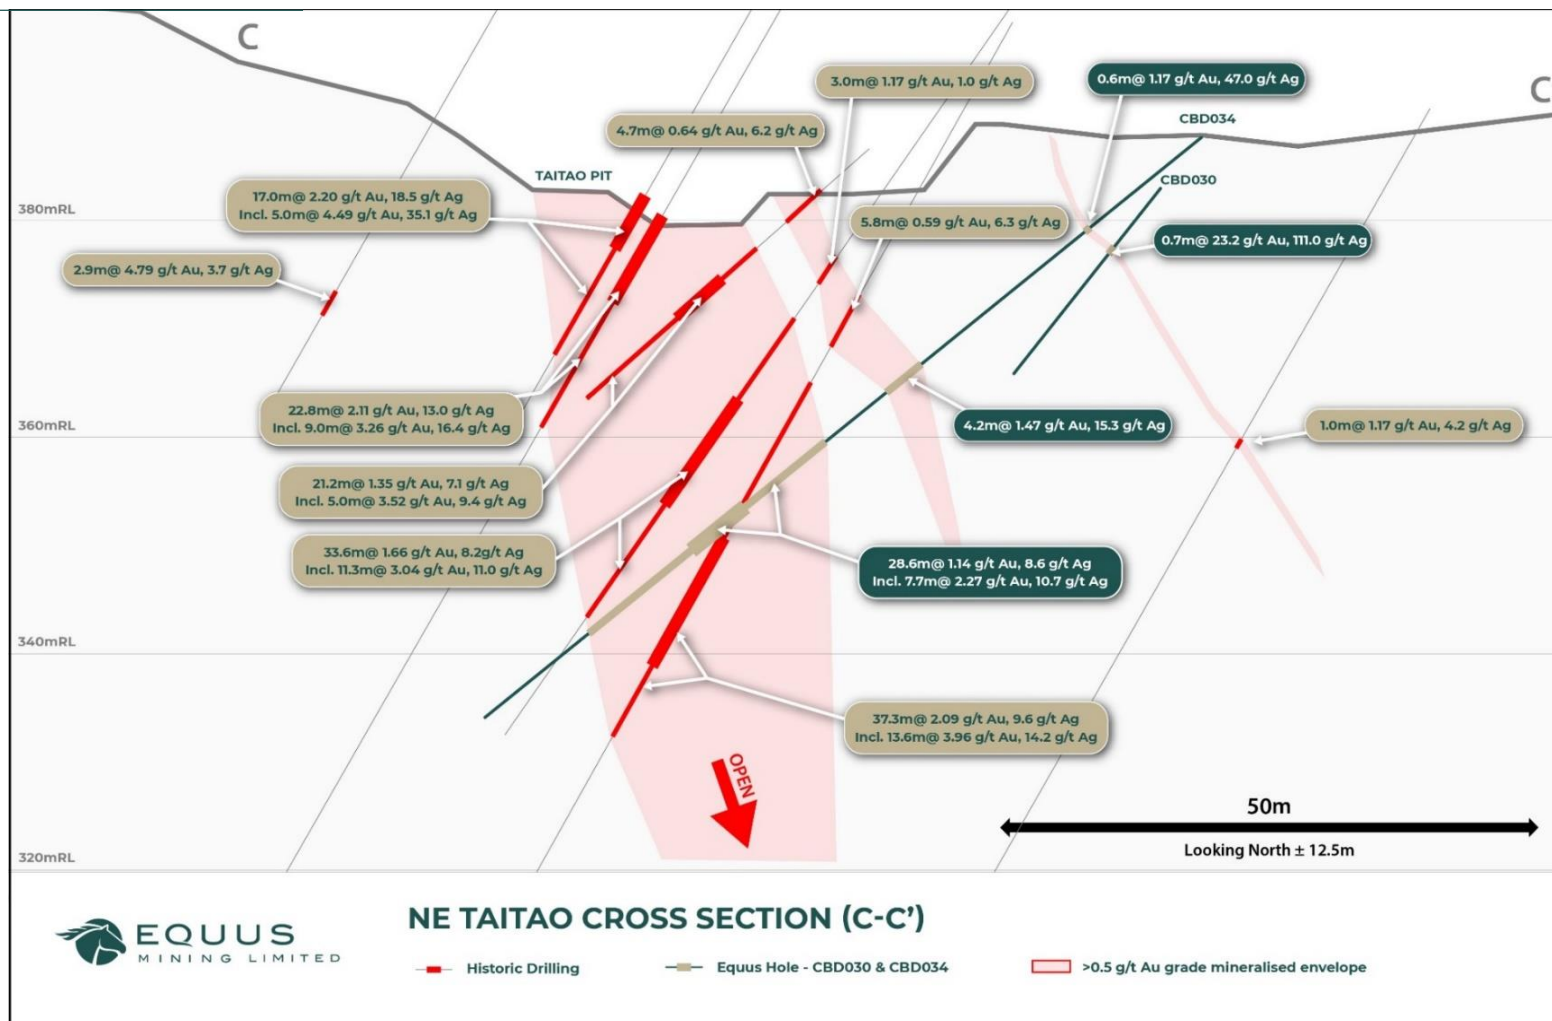 C
C
3.0m@ 1.17 g/t Au, 1.0 g/t Ag
0.6m@ 1.17 g/t Au, 47.0 g/t Ag
CBD034
4.7m@ 0.64 g/t Au, 6.2 g/t Ag
TAITAO PIT
CBD030
17.0m@ 2.20 g/t Au, 18.5 g/t Ag
Incl. 5.0m@ 4.49 g/t Au, 35.1 g/t Ag
380mRL
5.8m@ 0.59 g/t Au, 6.3 g/t Ag
0.7m@ 23.2 g/t Au, 111.0 g/t Ag
2.9m@ 4.79 g/t Au, 3.7 g/t Ag
22.8m@ 2.11 g/t Au, 13.0 g/t Ag
Incl. 9.0m@ 3.26 g/t Au, 16.4 g/t Ag
4.2m@ 1.47 g/t Au, 15.3 g/t Ag
1.0m@ 1.17 g/t Au, 4.2 g/t Ag
360mRL
21.2m@ 1.35 g/t Au, 7.1 g/t Ag
Incl. 5.0m@ 3.52 g/t Au, 9.4 g/t Ag
33.6m@ 1.66 g/t Au, 8.2g/t Ag
Incl. 11.3m@ 3.04 g/t Au, 11.0 g/t Ag
28.6m@ 1.14 g/t Au, 8.6 g/t Ag
Incl. 7.7m@ 2.27 g/t Au, 10.7 g/t Ag
340mRL
37.3m@ 2.09 g/t Au, 9.6 g/t Ag
Incl. 13.6m@ 3.96 g/t Au, 14.2 g/t Ag
OPEN
50m
Looking North ± 12.5m
320mRL
EQUUS
MINING LIMITED
NE TAITAO CROSS SECTION (C-C’)
Historic Drilling
Equus Hole - CBD030 & CBD034
>0.5 g/t Au grade mineralised envelope